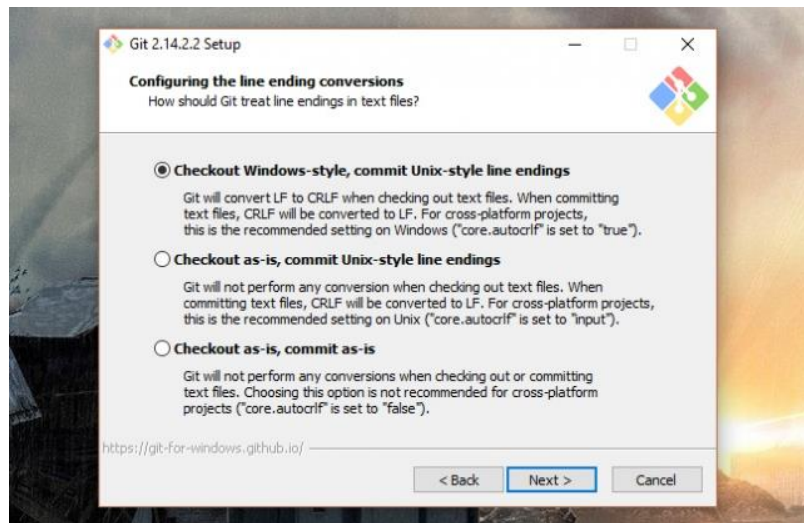 Git 2.14.2.2 Setup
Configuring the line ending conversions
How should Git treat line endings in text files?
Checkout Windows-style, commit Unix-style line endings
Git will convert LF to CRLF when checking out text files. When committing
text files, CRLF will be converted to LF. For cross-platform projects,
this is the recommended setting on Windows ("core.autocrlf" is set to "true").
Checkout as-is, commit Unix-style line endings
Git will not perform any conversion when checking out text files. When
committing text files, CRLF will be converted to LF. For cross-platform projects,
this is the recommended setting on Unix ("core.autocrlf" is set to "input").
Checkout as-is, commit as-is
Git will not perform any conversions when checking out or committing
text files. Choosing this option is not recommended for cross-platform
projects ("core.autocrlf" is set to "false").
https://git-for-windows.github.io/
< Back Next > Cancel